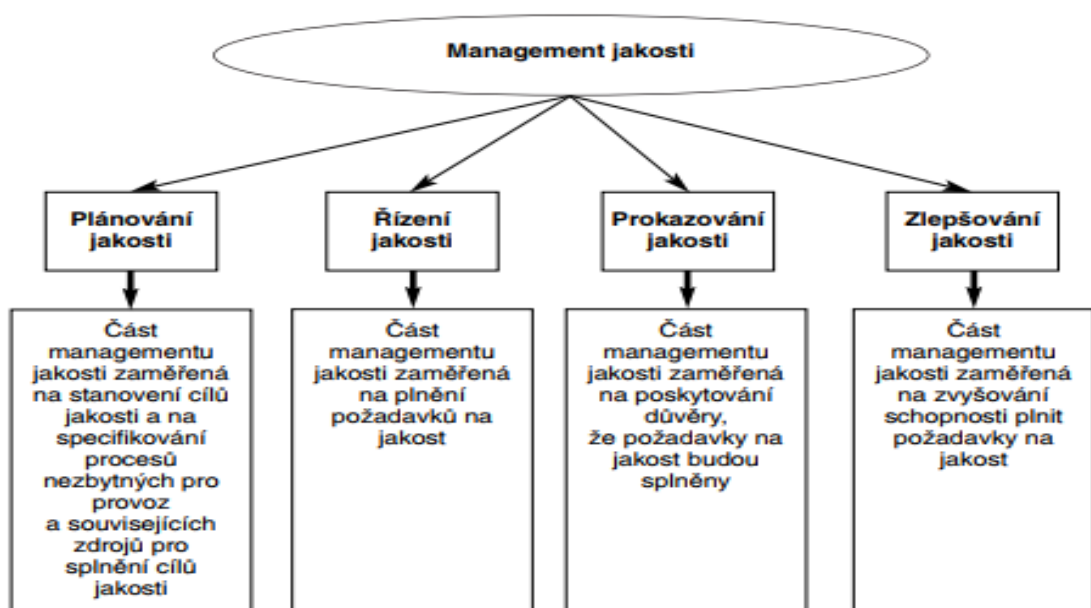 Management jakosti
Plánování
jakosti
Řízení
jakosti
Prokazování
jakosti
Zlepšování
jakosti
Část
managementu
jakosti zaměřená
na stanovení cílů
jakosti a na
specifikování
procesů
nezbytných pro
provoz
a souvisejících
zdrojů pro
splnění cílů
jakosti
Část
managementu
jakosti zaměřená
na plnění
požadavků na
jakost
Část
managementu
jakosti zaměřená
na poskytování
důvěry,
že požadavky na
jakost budou
splněny
Část
managementu
jakosti zaměřená
na zvyšování
schopnosti plnit
požadavky na
jakost